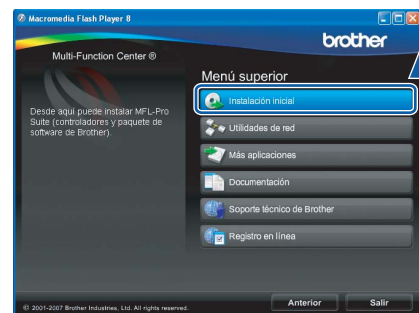 Macromedia Flash Player 8
brother
Multi-Function Center ®
Menú superior
Desde aquí puede instalar MFL-Pro
Suite (controladores y paquete de
software de Brother).
Instalación inicial
Utilidades de red
Más aplicaciones
Documentación
Soporte técnico de Brother
Registro en línea
© 2001-2007 Brother Industries, Ltd. All rights reserved.
Anterior
Salir